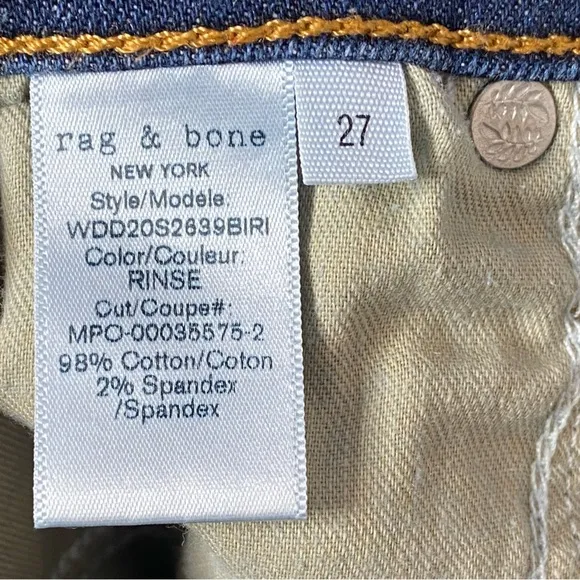 rag & bone
NEW YORK
Style/Modele:
WDD20S2639BIRI
Color/Couleur:
RINSE
Cut/Coupe#:
MPO-00035575-2
98% Cotton/Coton
2% Spandex
/Spandex
27